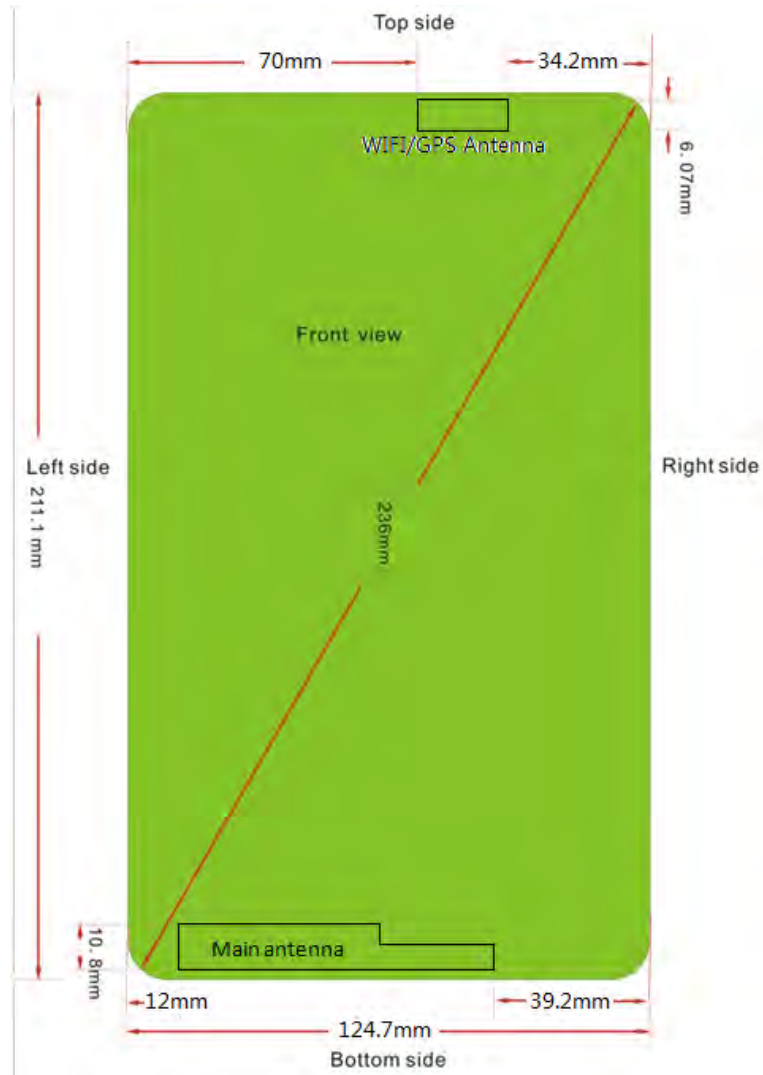 Top side
70mm
34.2mm
WIFI/GPS Antenna
6.07mm
Front view
Left side
Right side
211.1mm
236mm
Main antenna
10.8mm
12mm
39.2mm
124.7mm
Bottom side